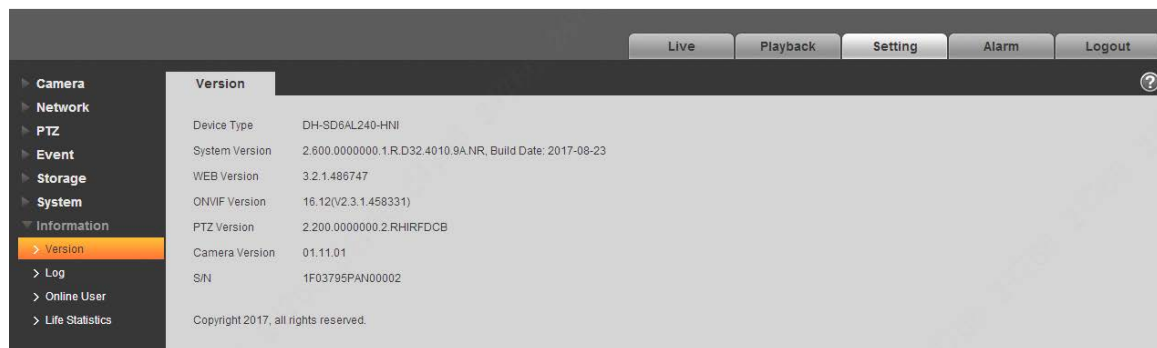 Live Playback Setting Alarm Logout
Camera
Network
PTZ
Event
Storage
System
Information
> Version
> Log
> Online User
> Life Statistics
Version
?
Device Type DH-SD6AL240-HNI
System Version 2.600.0000000.1.R.D32.4010.9A.NR, Build Date: 2017-08-23
WEB Version 3.2.1.486747
ONVIF Version 16.12(V2.3.1.458331)
PTZ Version 2.200.0000000.2.RHIRFDCB
Camera Version 01.11.01
S/N 1F03795PAN00002
Copyright 2017, all rights reserved.